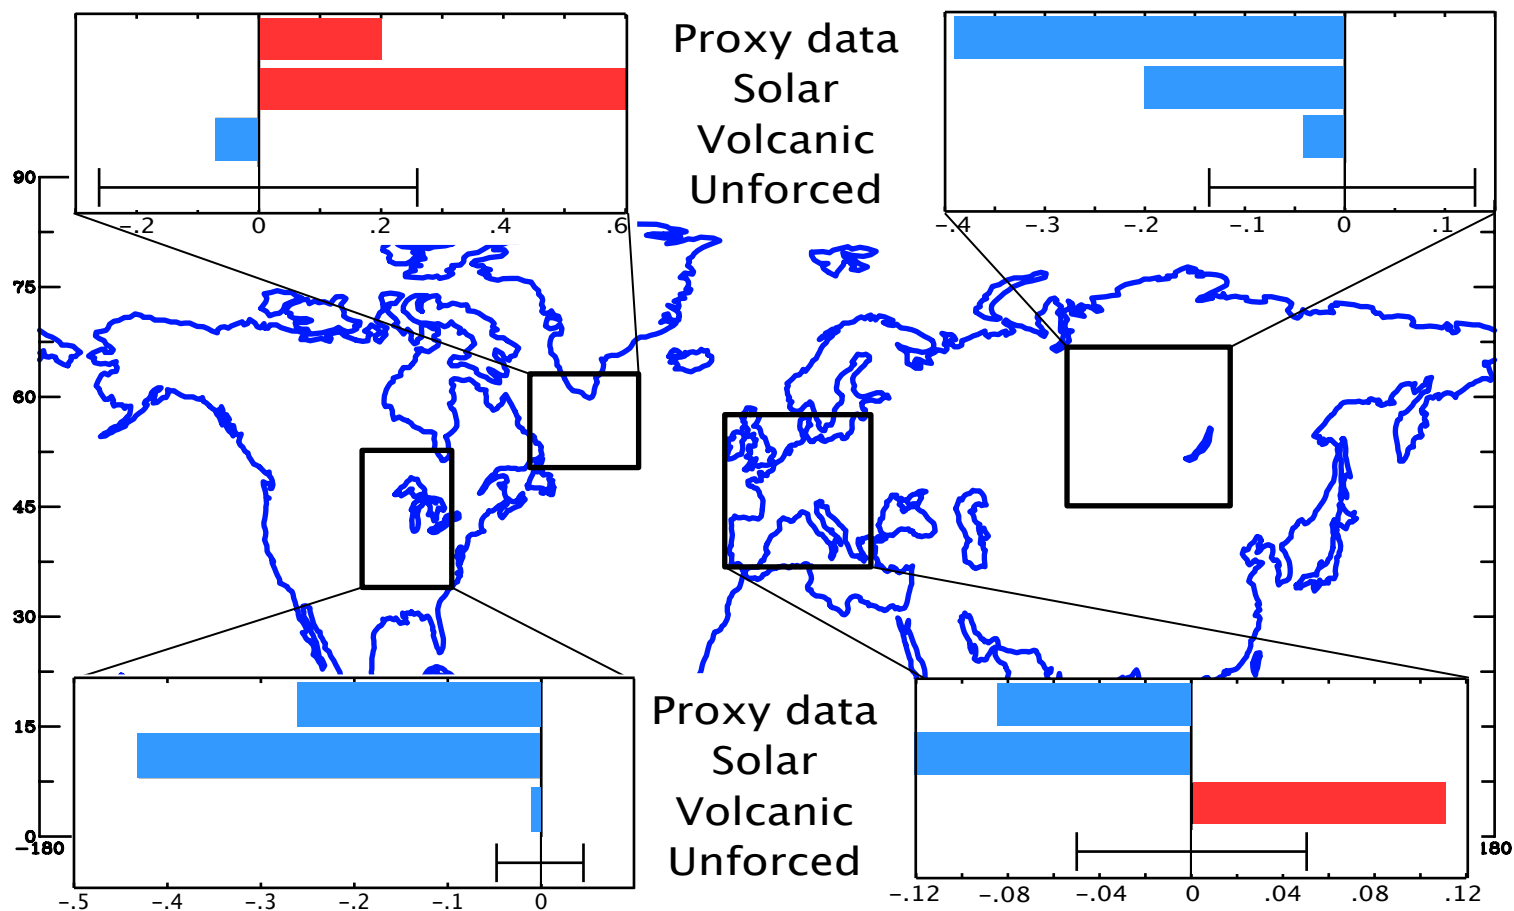 Proxy data
Solar
Volcanic
Unforced
-.2 0 .2 .4 .6
-.4 -.3 -.2 -.1 0 .1
90
75
60
45
30
15
0
-180
180
Proxy data
Solar
Volcanic
Unforced
-.5 -.4 -.3 -.2 -.1 0
-.12 -.08 -.04 0 .04 .08 .12